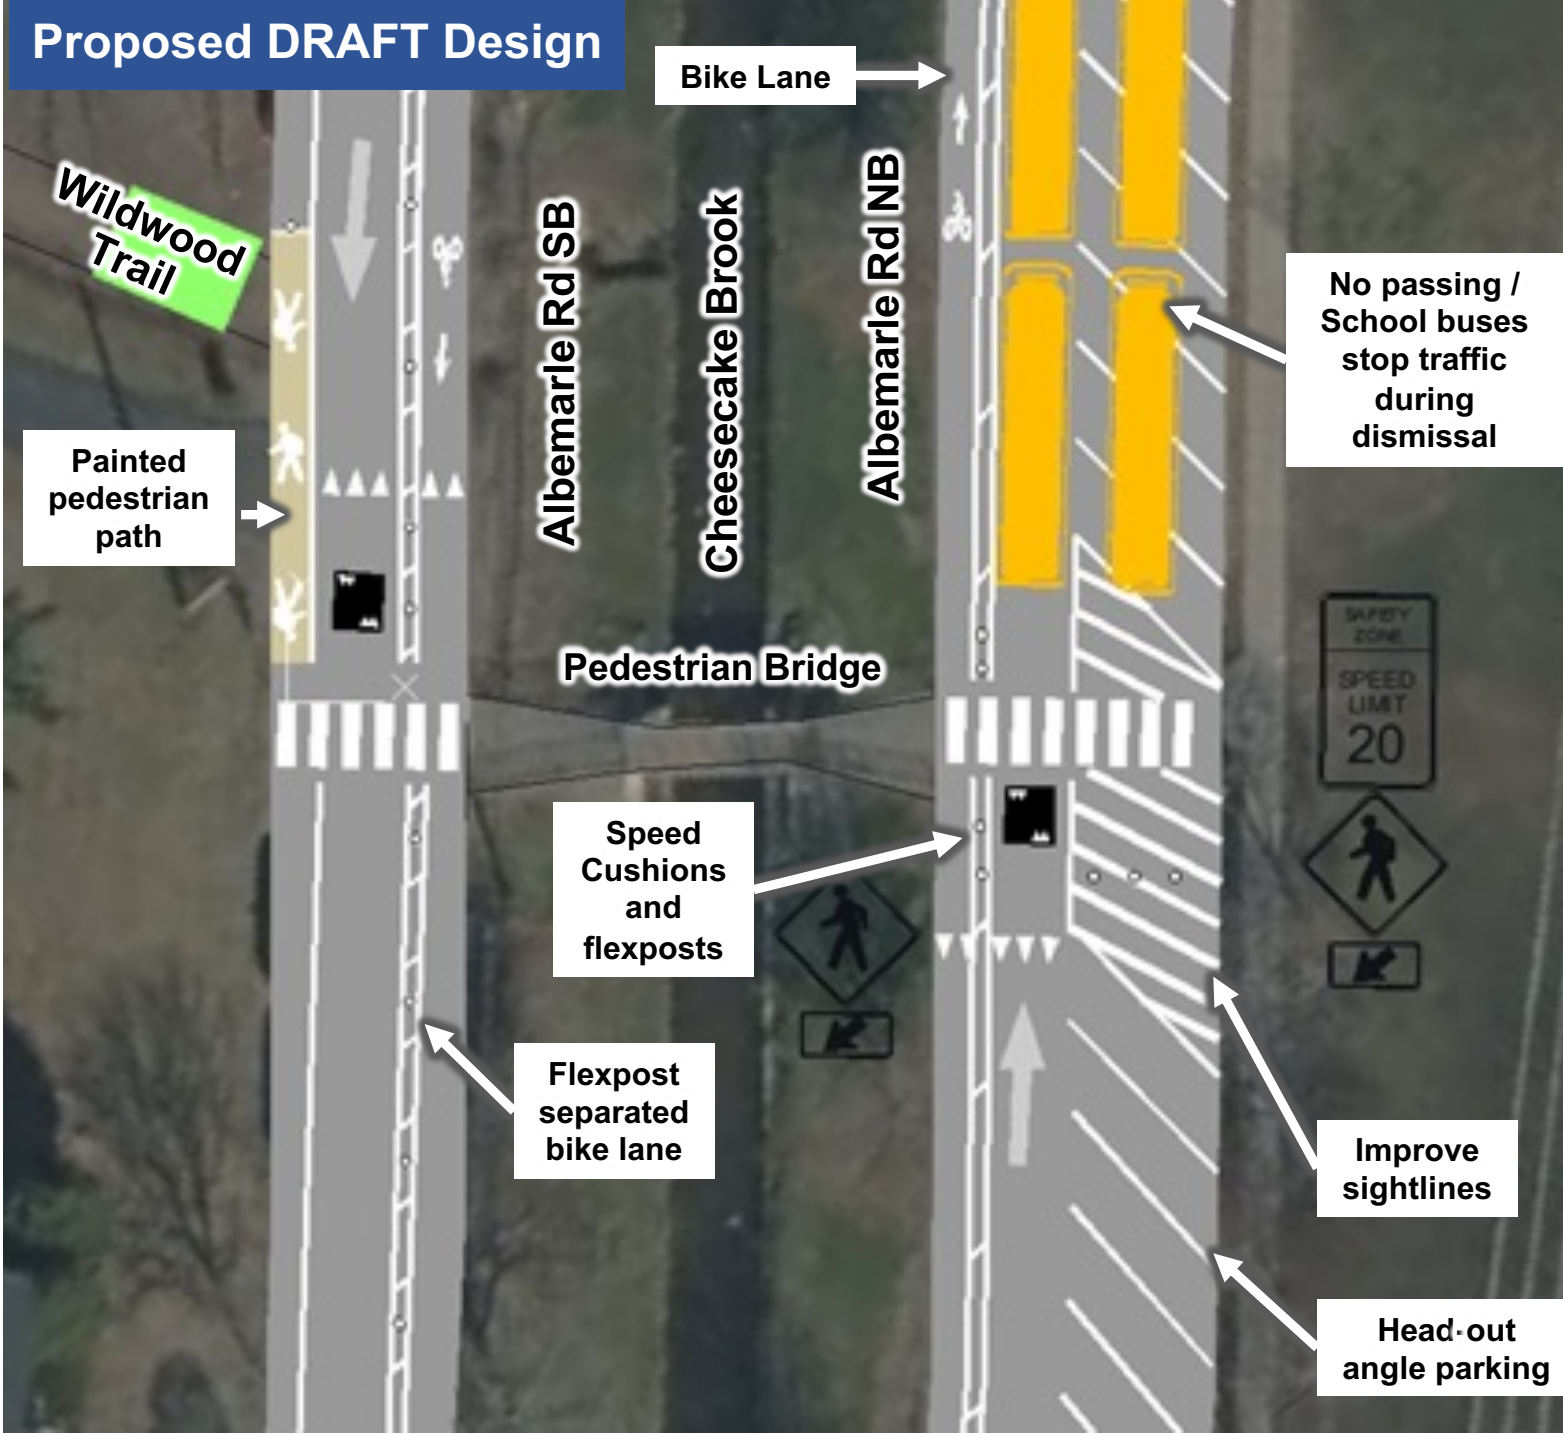 Proposed DRAFT Design
Bike Lane
Wildwood
Trail
Albemarle Rd SB
Cheesecake Brook
Albemarle Rd NB
No passing /
School buses
stop traffic
during
dismissal
Painted
pedestrian
path
SAFETY
ZONE
SPEED
LIMIT
20
Pedestrian Bridge
Speed
Cushions
and
flexposts
Flexpost
separated
bike lane
Improve
sightlines
Head-out
angle parking